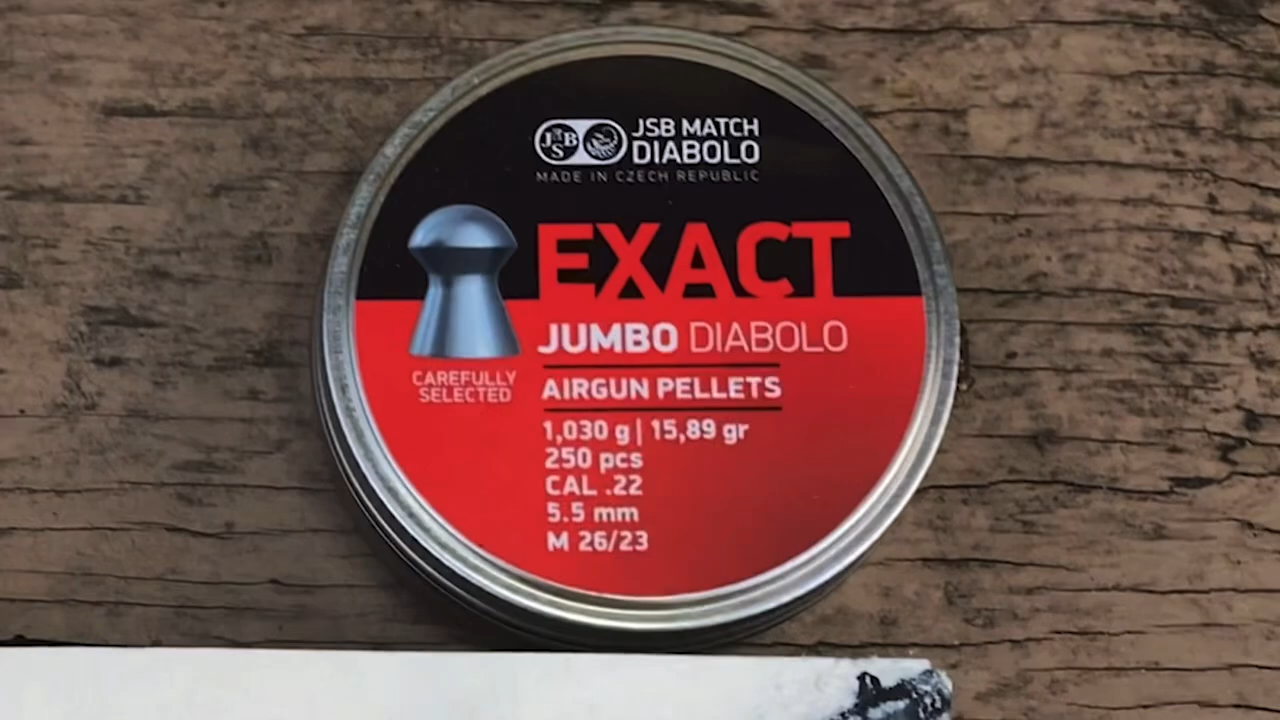 JSB
JSB MATCH
DIABOLO
MADE IN CZECH REPUBLIC
EXACT
JUMBO DIABOLO
CAREFULLY
SELECTED
AIRGUN PELLETS
1,030 g | 15,89 gr
250 pcs
CAL .22
5.5 mm
M 26/23